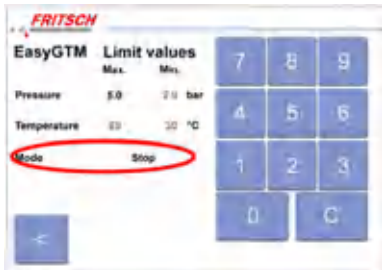 FRITSCH
EasyGTM Limit values
Max. Min.
Pressure 5.0 bar
Temperature °C
Mode Stop
7 8 9
4 5 6
1 2 3
0 C
<